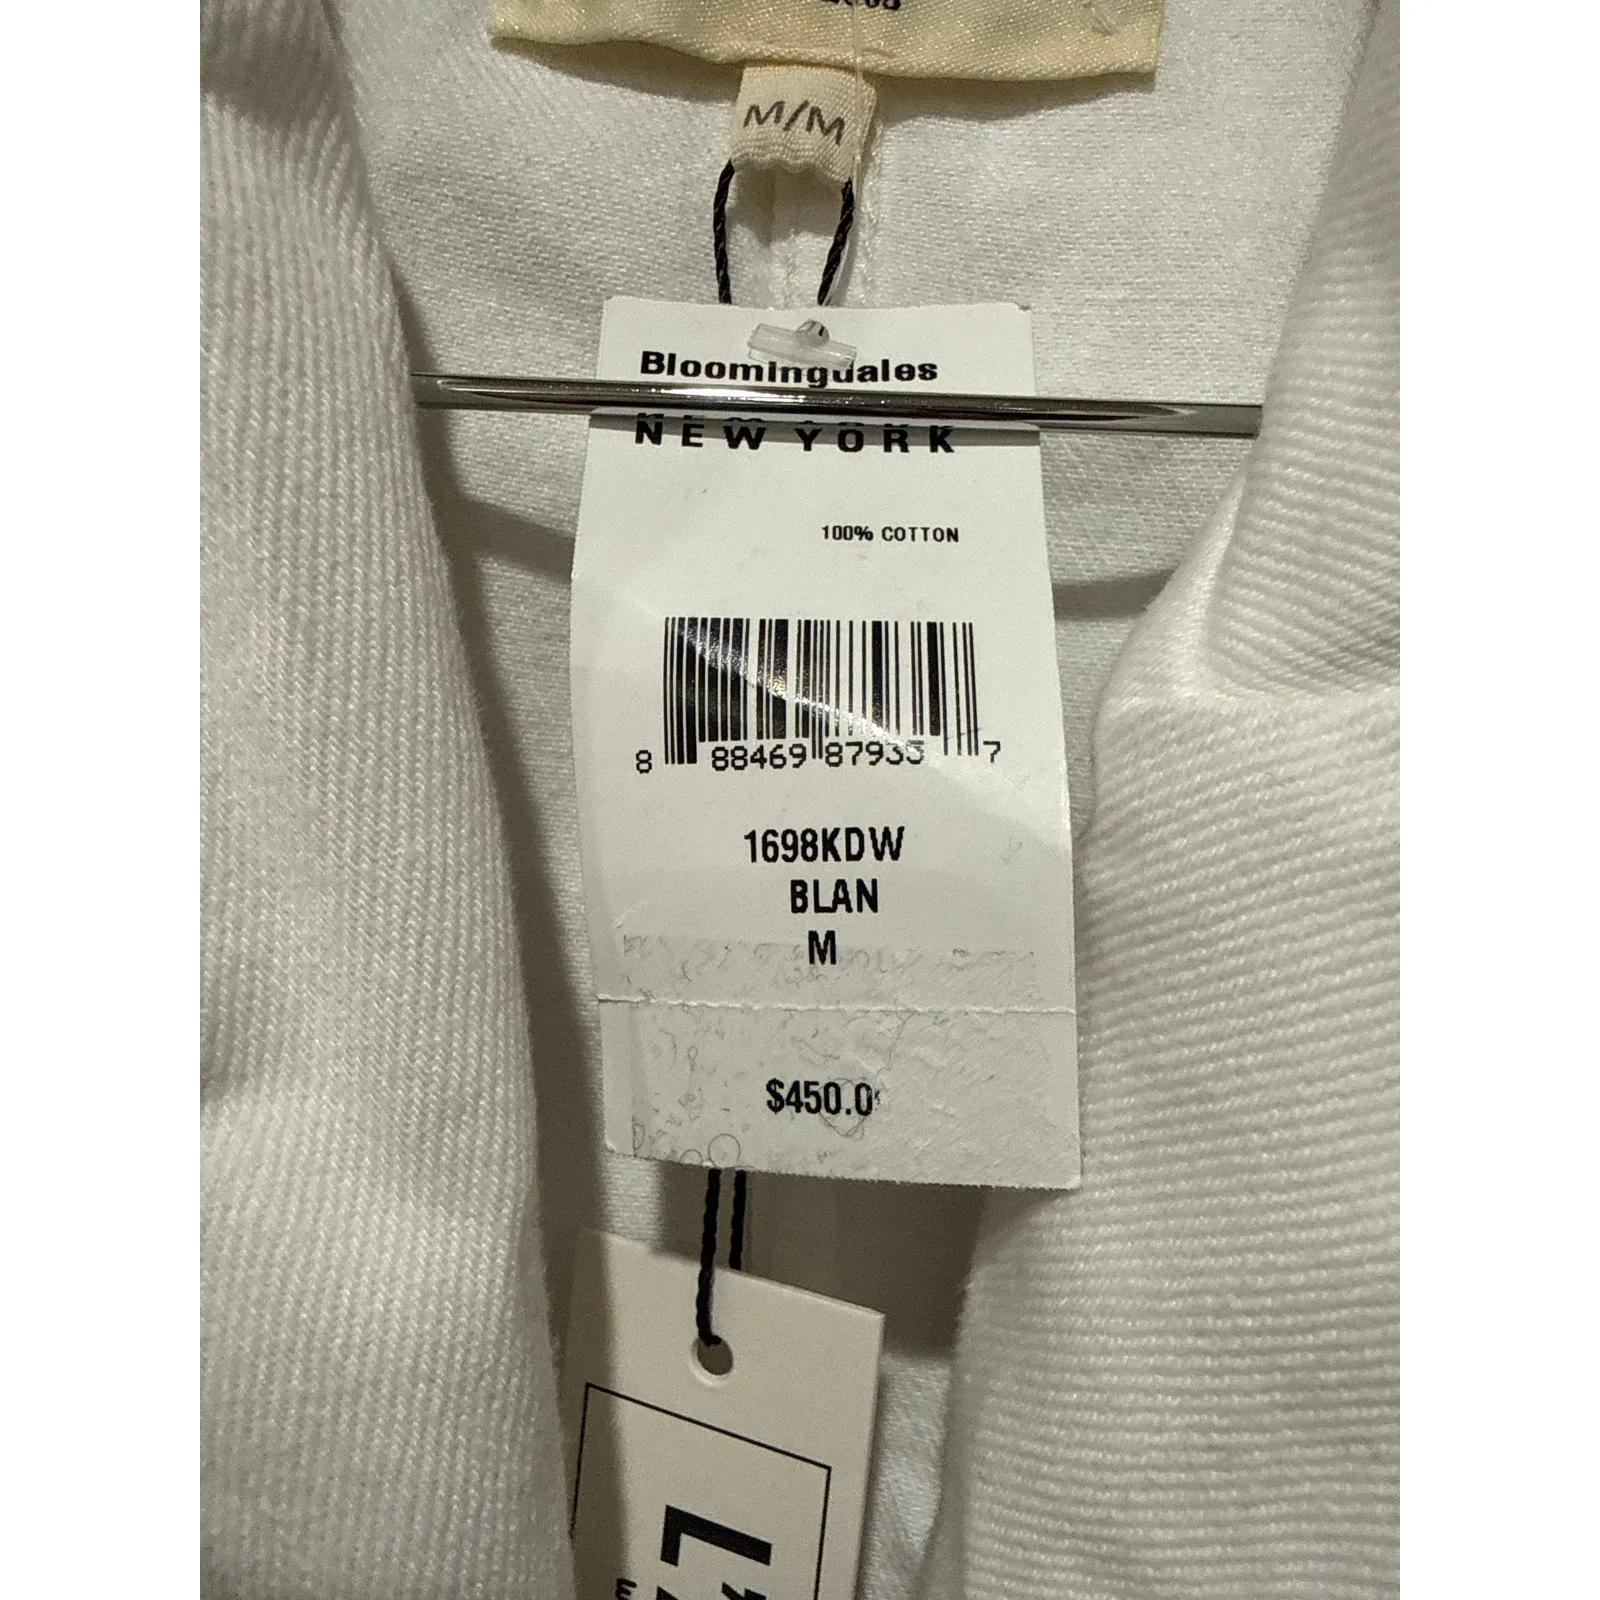 M/M
Bloomingdales
NEW YORK
100% COTTON
8 88469 87935 7
1698KDW
BLAN
M
$450.0